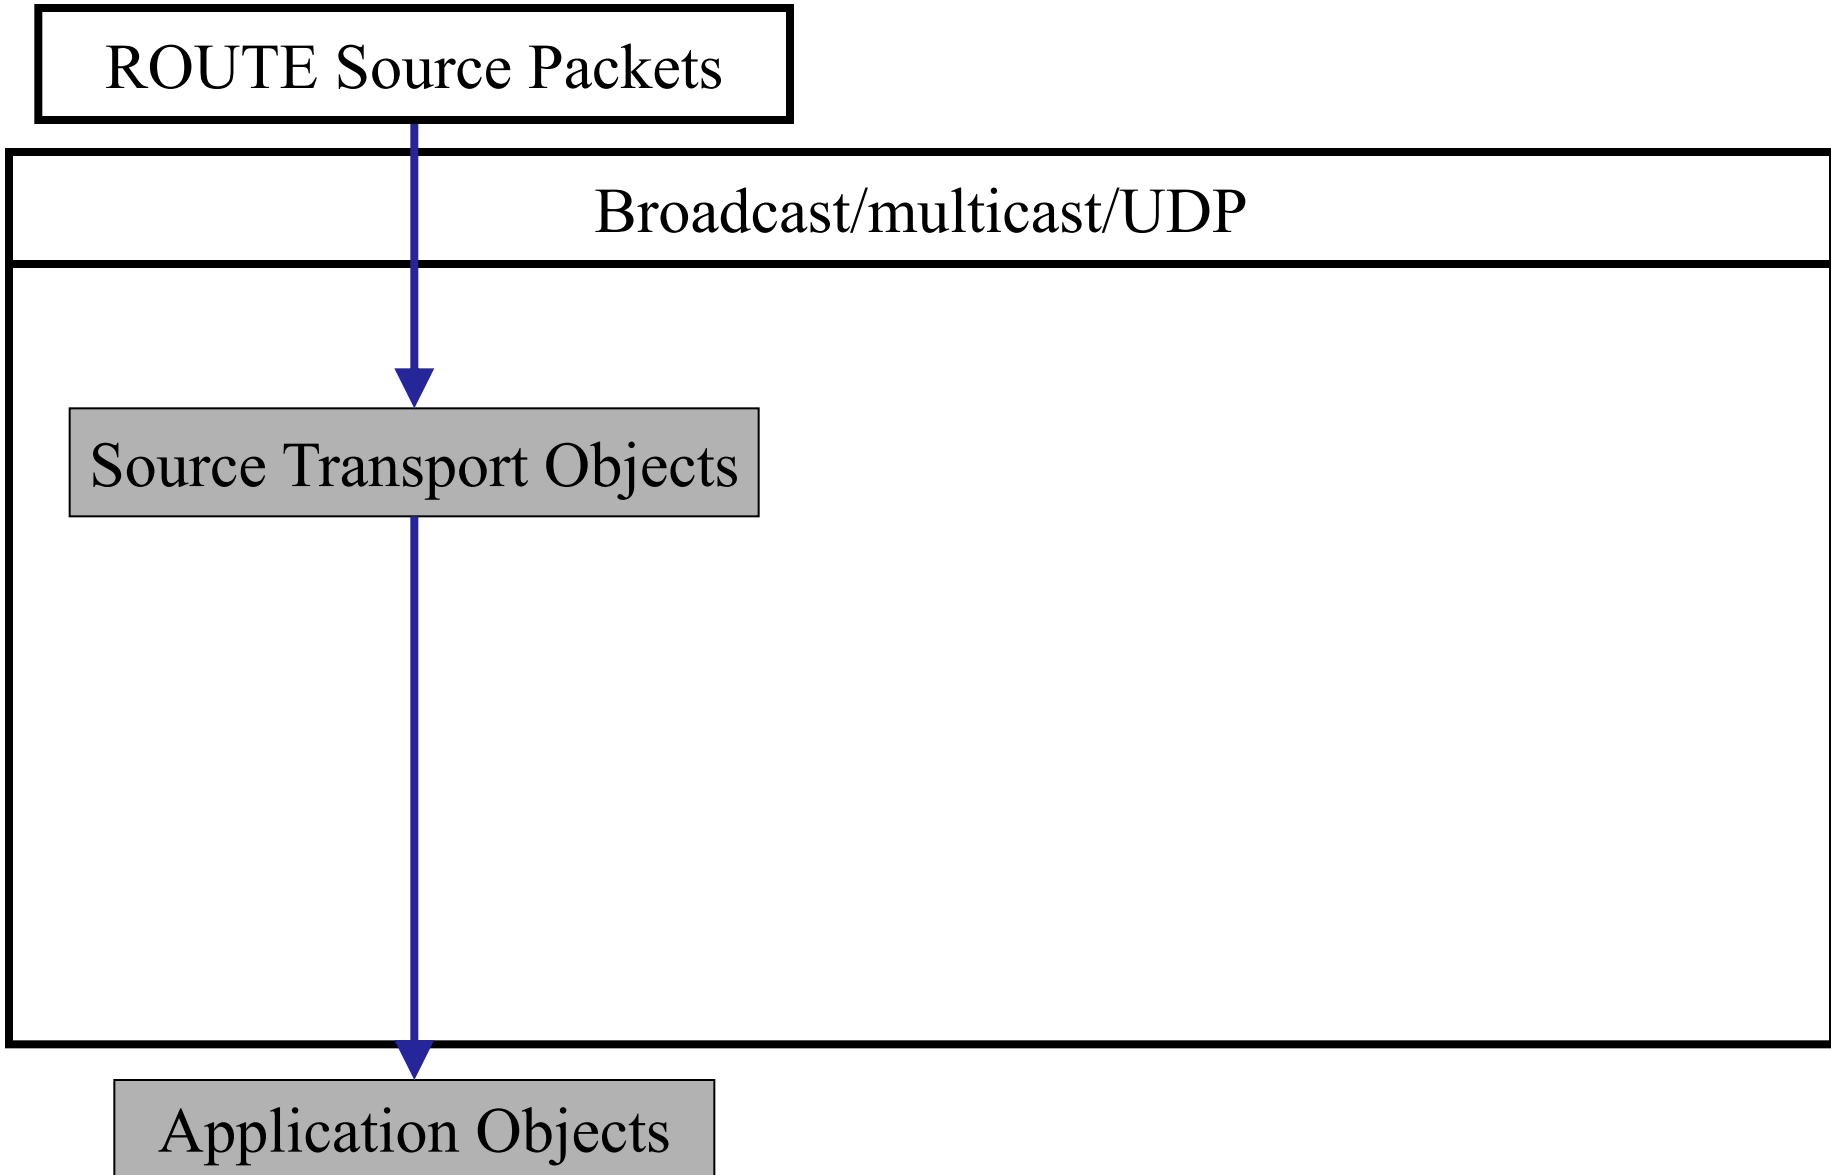 ROUTE Source Packets
Broadcast/multicast/UDP
Source Transport Objects
Application Objects